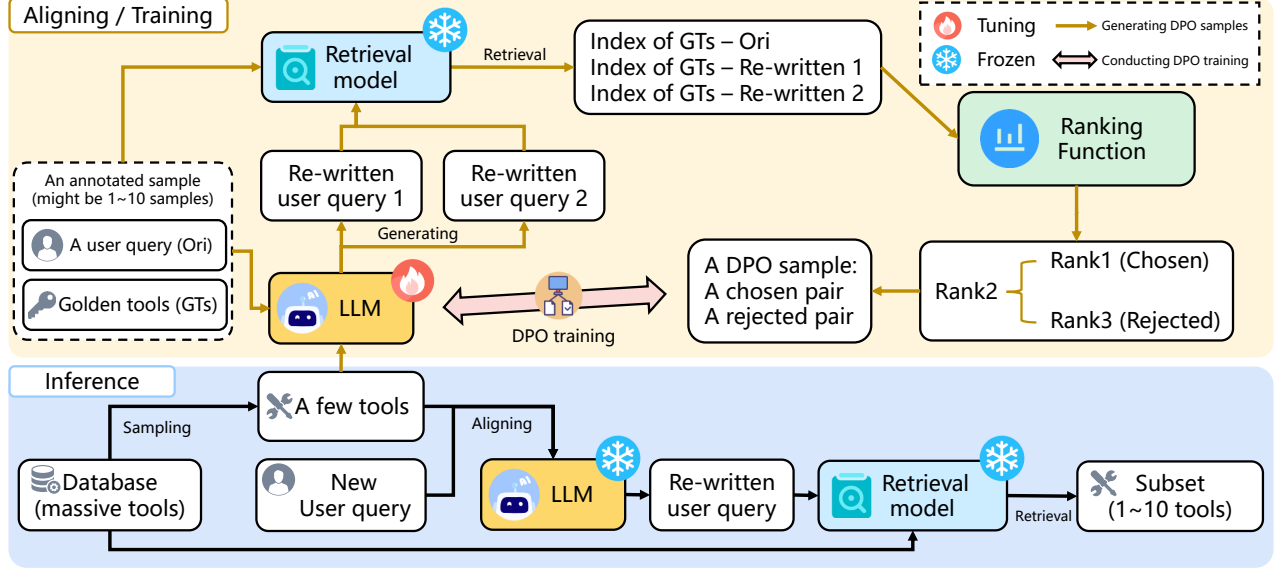 Aligning / Training
Retrieval
model
Retrieval
Index of GTs – Ori
Index of GTs – Re-written 1
Index of GTs – Re-written 2
Tuning
Generating DPO samples
Frozen
Conducting DPO training
Ranking
Function
An annotated sample
(might be 1~10 samples)
A user query (Ori)
Golden tools (GTs)
Re-written
user query 1
Re-written
user query 2
Generating
AI
LLM
DPO training
A DPO sample:
A chosen pair
A rejected pair
Rank2
Rank1 (Chosen)
Rank3 (Rejected)
Inference
Sampling
A few tools
Aligning
Database
(massive tools)
New
User query
AI
LLM
Re-written
user query
Retrieval
model
Retrieval
Subset
(1~10 tools)